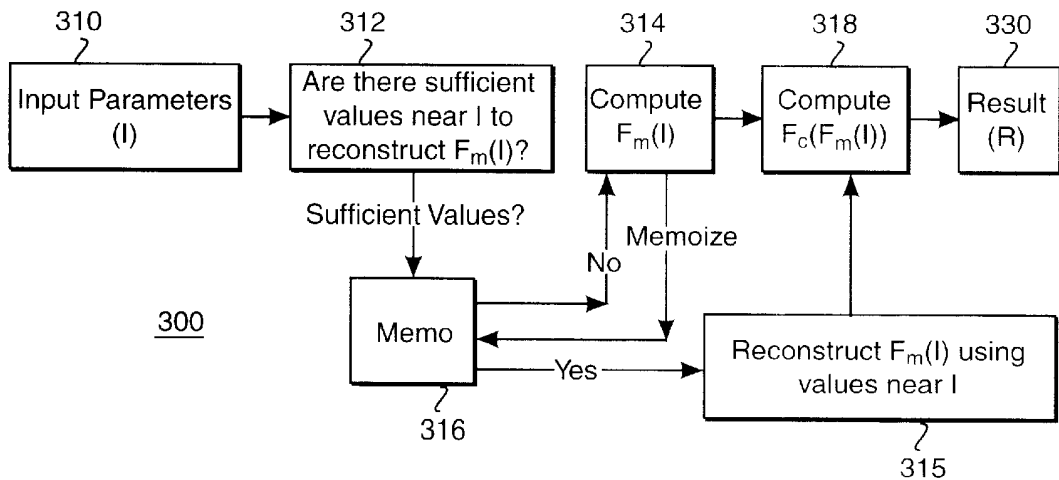 310
312
314
318
330
Input Parameters
(I)
Are there sufficient
values near I to
reconstruct Fm(I)?
Compute
Fm(I)
Compute
Fc(Fm(I))
Result
(R)
Sufficient Values?
No
Memoize
300
Memo
Yes
Reconstruct Fm(I) using
values near I
316
315